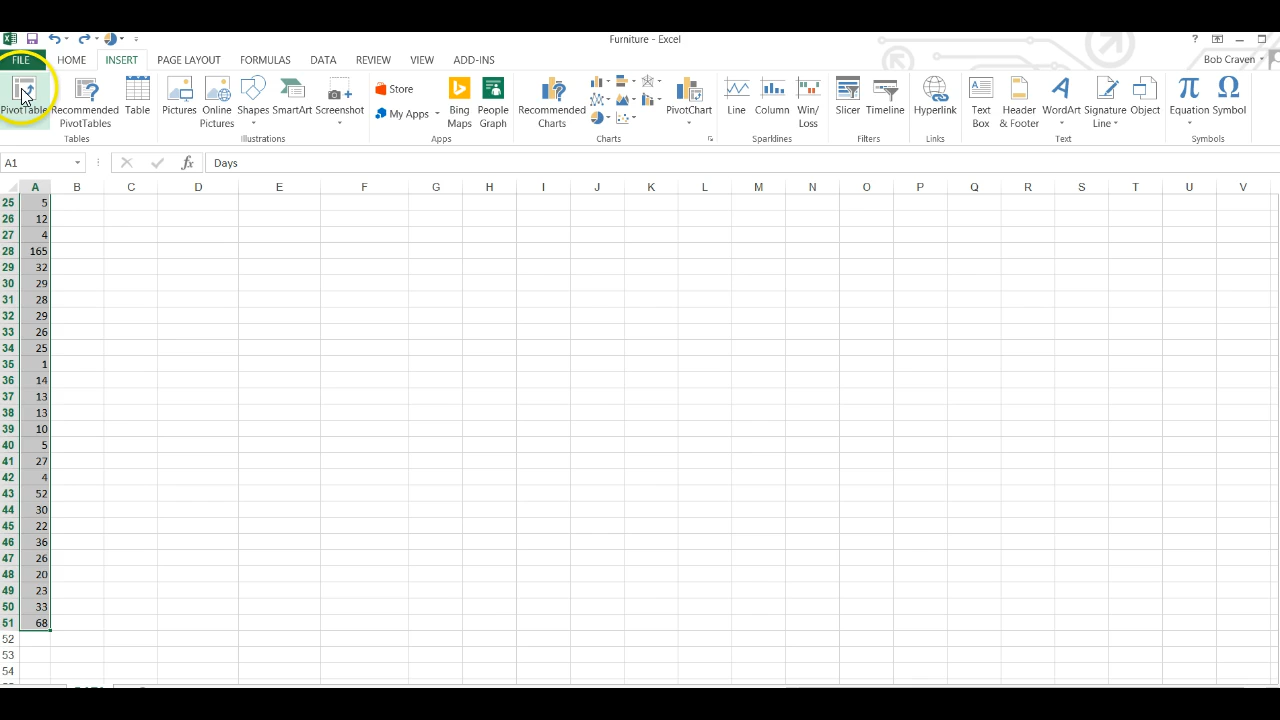 Furniture - Excel
?
FILE HOME INSERT PAGE LAYOUT FORMULAS DATA REVIEW VIEW ADD-INS Bob Craven
PivotTable Recommended PivotTables Table
Tables
Pictures Online Pictures Shapes SmartArt Screenshot
Illustrations
Store
My Apps
Bing Maps People Graph
Apps
Recommended Charts PivotChart
Charts
Line Column Win/ Loss
Sparklines
Slicer Timeline
Filters
Hyperlink
Links
Text Box Header & Footer WordArt Signature Line Object
Text
π Equation Ω Symbol
Symbols
A1 fx Days
A B C D E F G H I J K L M N O P Q R S T U V
25 5
26 12
27 4
28 165
29 32
30 29
31 28
32 29
33 26
34 25
35 1
36 14
37 13
38 13
39 10
40 5
41 27
42 4
43 52
44 30
45 22
46 36
47 26
48 20
49 23
50 33
51 68
52
53
54